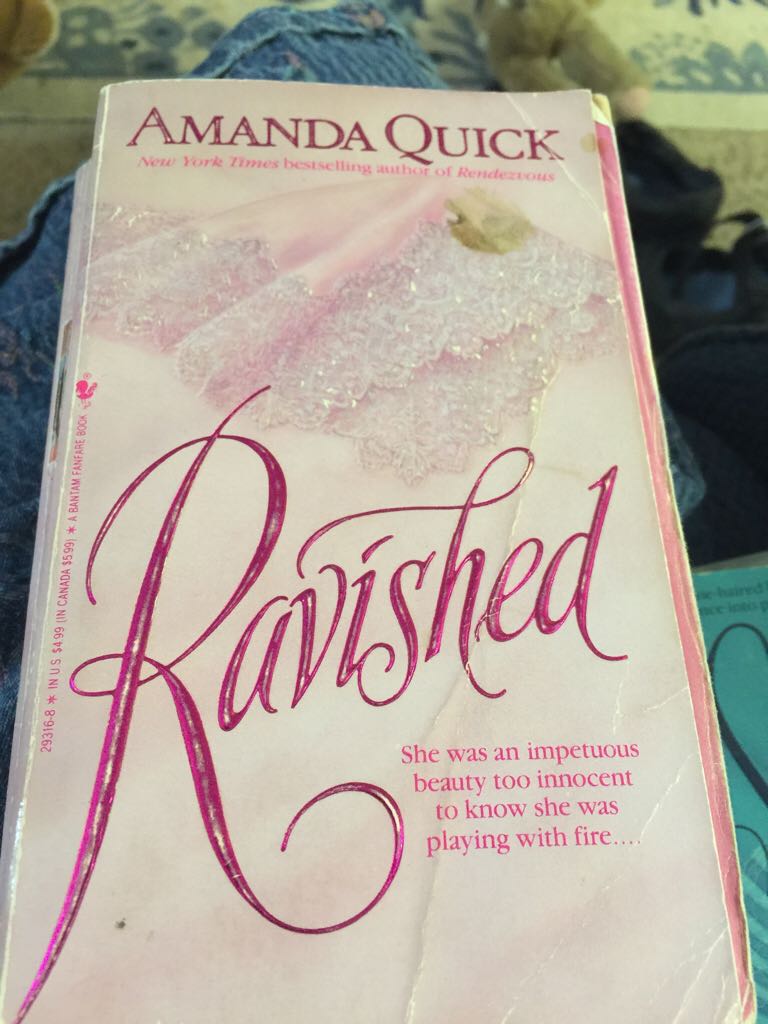 AMANDA QUICK
New York Times bestselling author of Rendezvous
Ravished
She was an impetuous
beauty too innocent
to know she was
playing with fire....
29316-8 * IN U.S. $4.99 (IN CANADA $5.99) * A BANTAM FANFARE BOOK